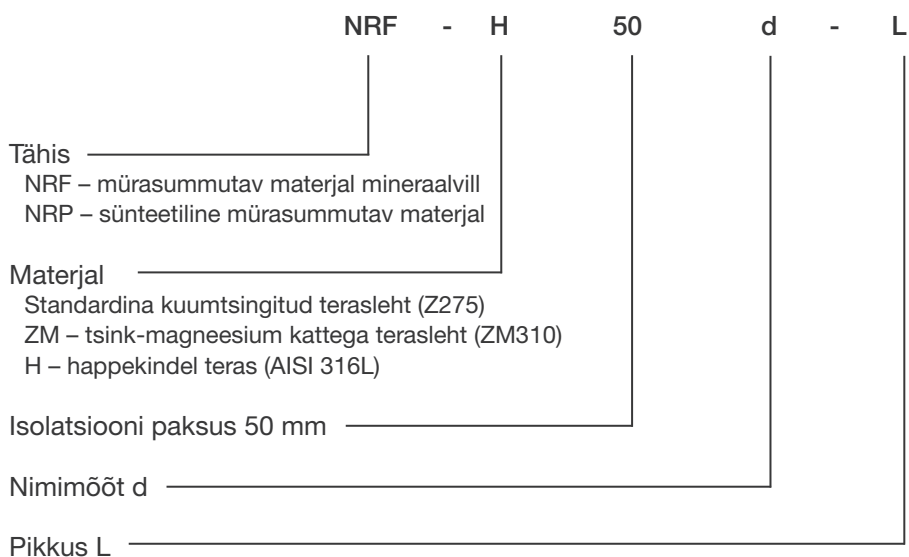 NRF - H 50 d - L
Tähis
NRF – mürasummutav materjal mineraalvill
NRP – sünteetiline mürasummutav materjal
Materjal
Standardina kuumtsingitud terasleht (Z275)
ZM – tsink-magneesium kattega terasleht (ZM310)
H – happekindel teras (AISI 316L)
Isolatsiooni paksus 50 mm
Nimimõõt d
Pikkus L